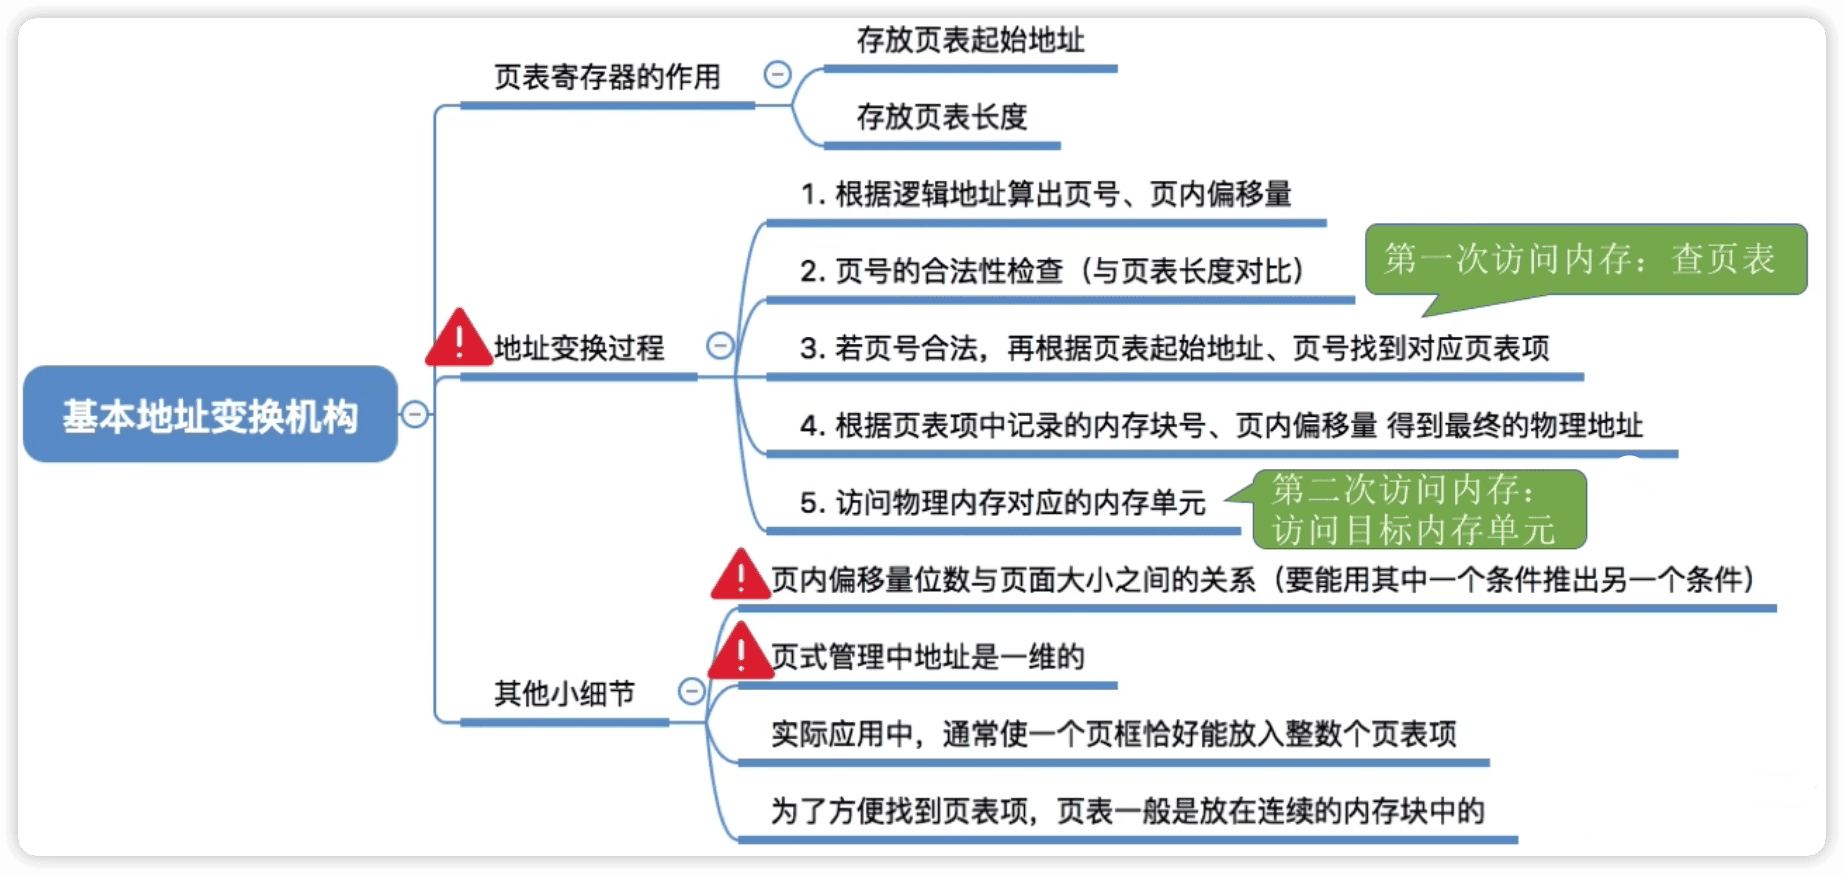 存放页表起始地址
页表寄存器的作用
存放页表长度
1. 根据逻辑地址算出页号、页内偏移量
2. 页号的合法性检查（与页表长度对比）
第一次访问内存：查页表
地址变换过程
3. 若页号合法，再根据页表起始地址、页号找到对应页表项
基本地址变换机构
4. 根据页表项中记录的内存块号、页内偏移量 得到最终的物理地址
5. 访问物理内存对应的内存单元
第二次访问内存：
访问目标内存单元
页内偏移量位数与页面大小之间的关系（要能用其中一个条件推出另一个条件）
页式管理中地址是一维的
其他小细节
实际应用中，通常使一个页框恰好能放入整数个页表项
为了方便找到页表项，页表一般是放在连续的内存块中的